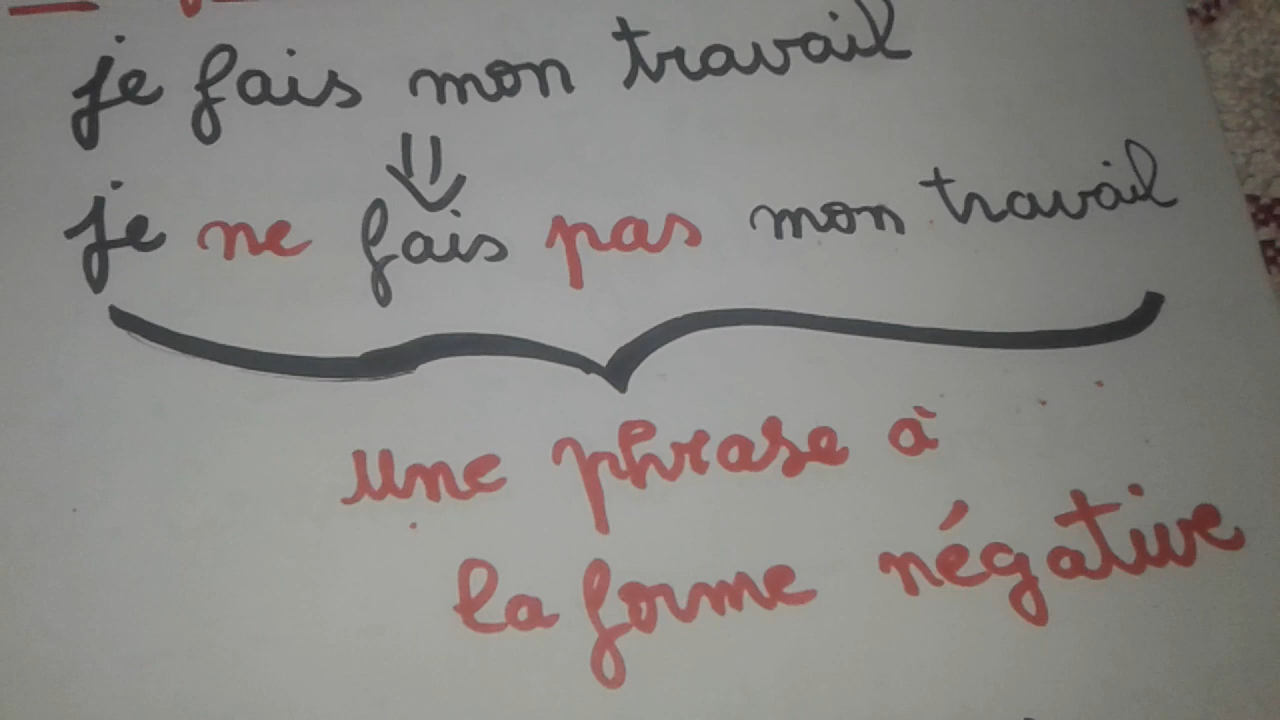 je fais mon travail
je ne fais pas mon travail
une phrase à
la forme négative